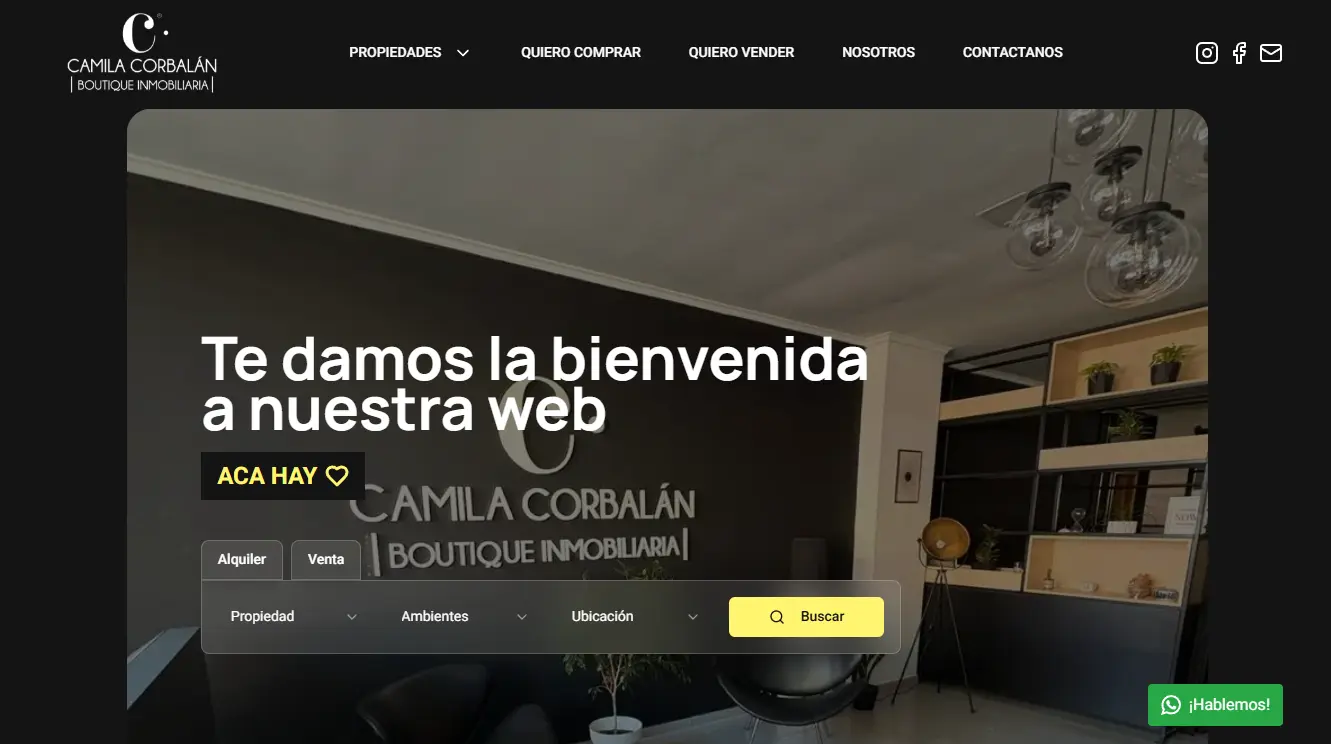 C
CAMILA CORBALÁN
| BOUTIQUE INMOBILIARIA |
PROPIEDADES
QUIERO COMPRAR
QUIERO VENDER
NOSOTROS
CONTACTANOS
Te damos la bienvenida
a nuestra web
ACA HAY
C
CAMILA CORBALÁN
| BOUTIQUE INMOBILIARIA |
Alquiler
Venta
Propiedad
Ambientes
Ubicación
Buscar
¡Hablemos!